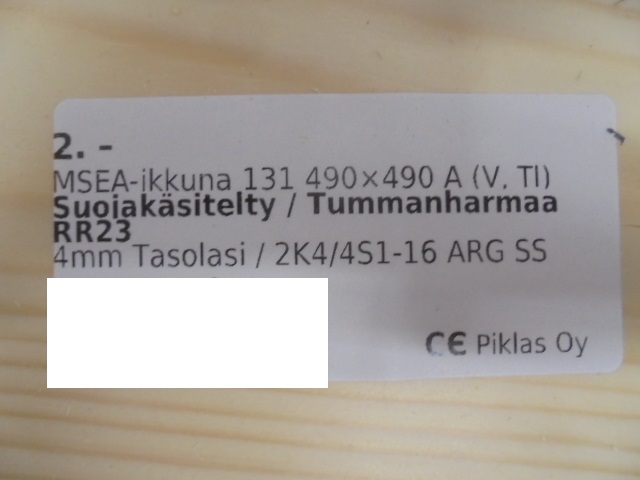 2. –
MSEA-ikkuna 131 490×490 A (V, TI)
Suojakäsitelty / Tummanharmaa
RR23
4mm Tasolasi / 2K4/4S1-16 ARG SS
CE Piklas Oy